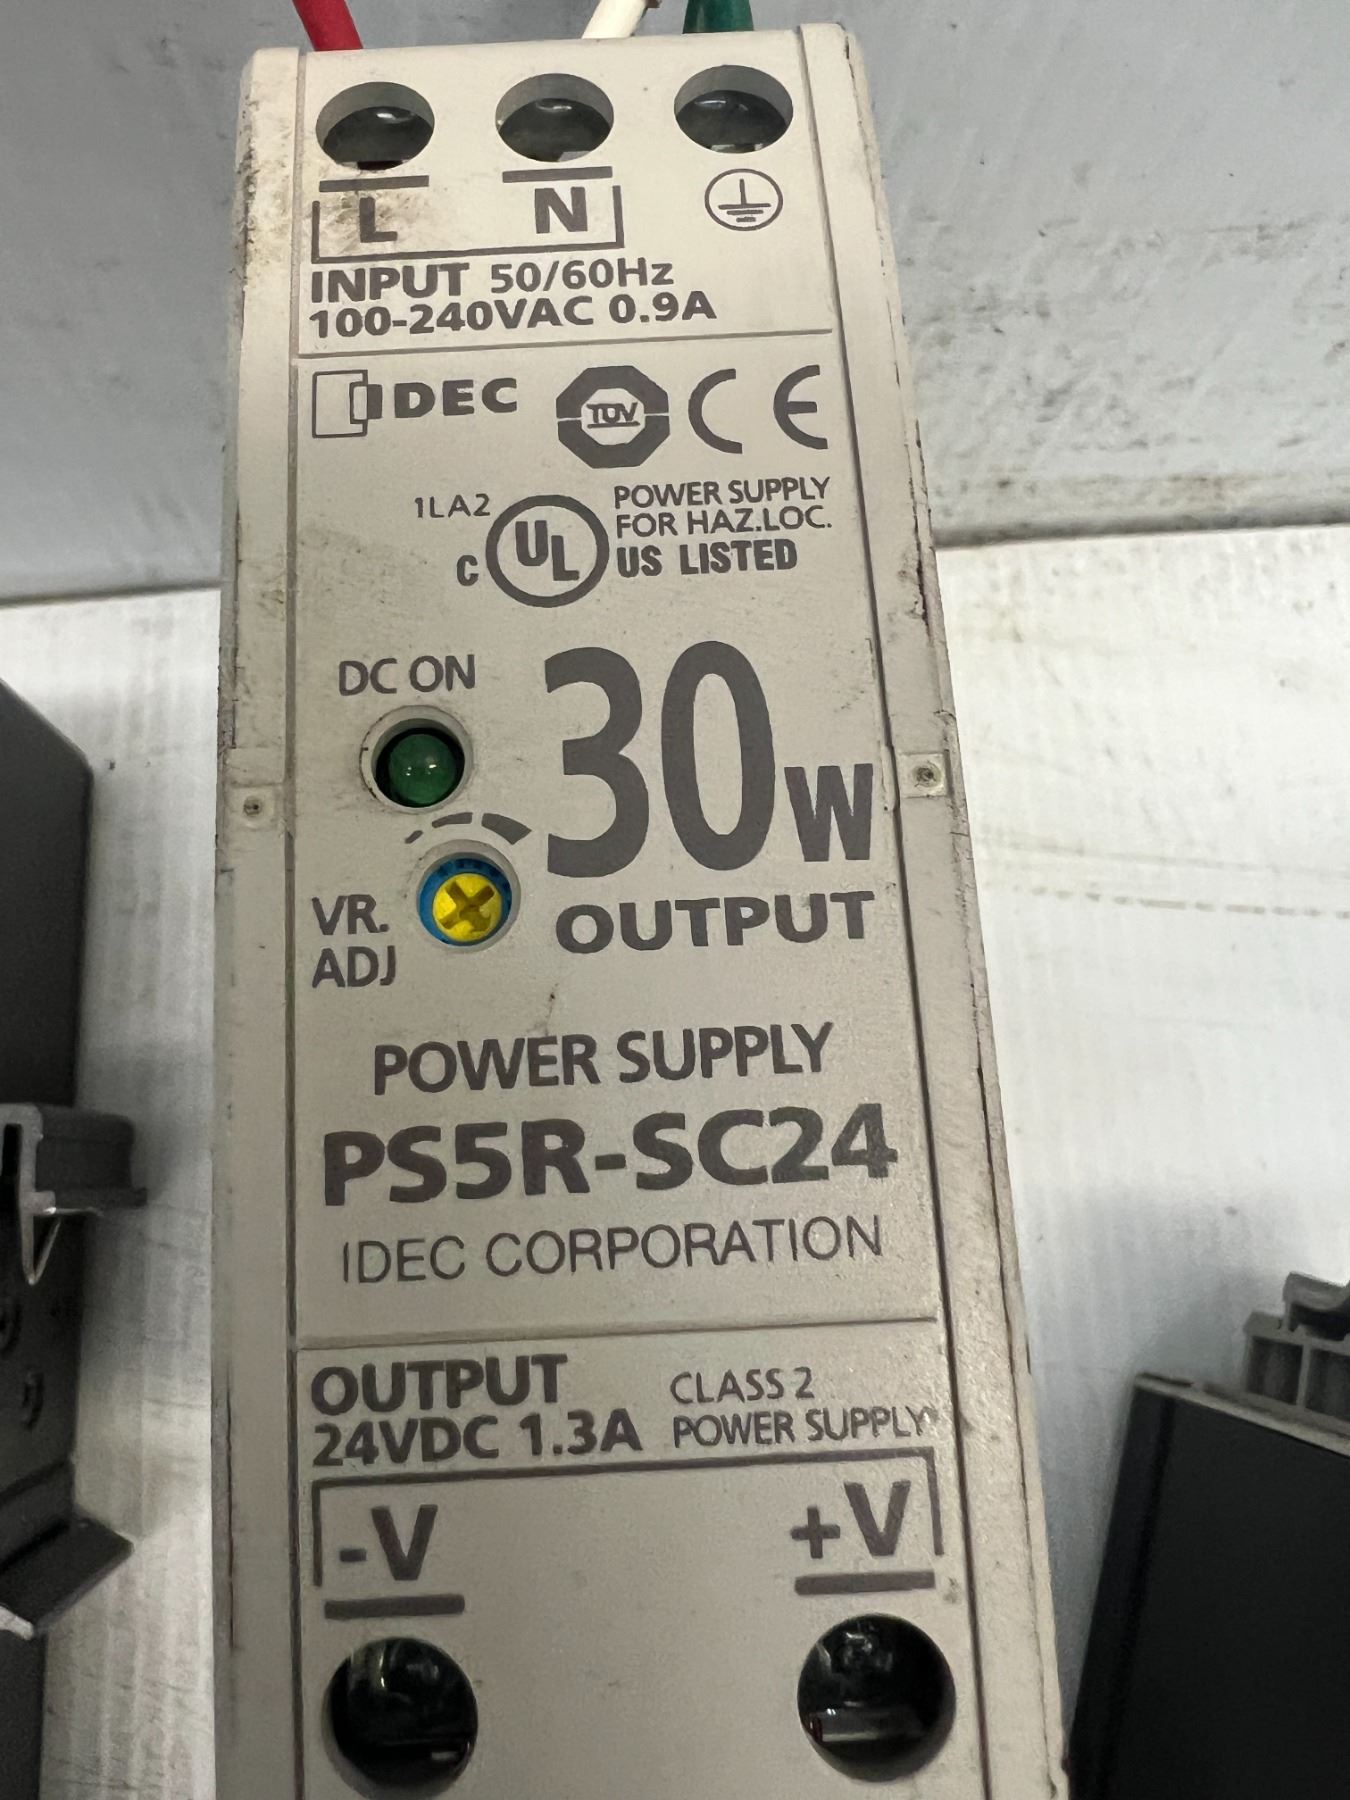 L N
INPUT 50/60Hz
100-240VAC 0.9A
IDEC TÜV CE
1LA2
C UL US LISTED
POWER SUPPLY
FOR HAZ.LOC.
DC ON
30W
OUTPUT
VR.
ADJ
POWER SUPPLY
PS5R-SC24
IDEC CORPORATION
OUTPUT
24VDC 1.3A
CLASS 2
POWER SUPPLY
-V +V